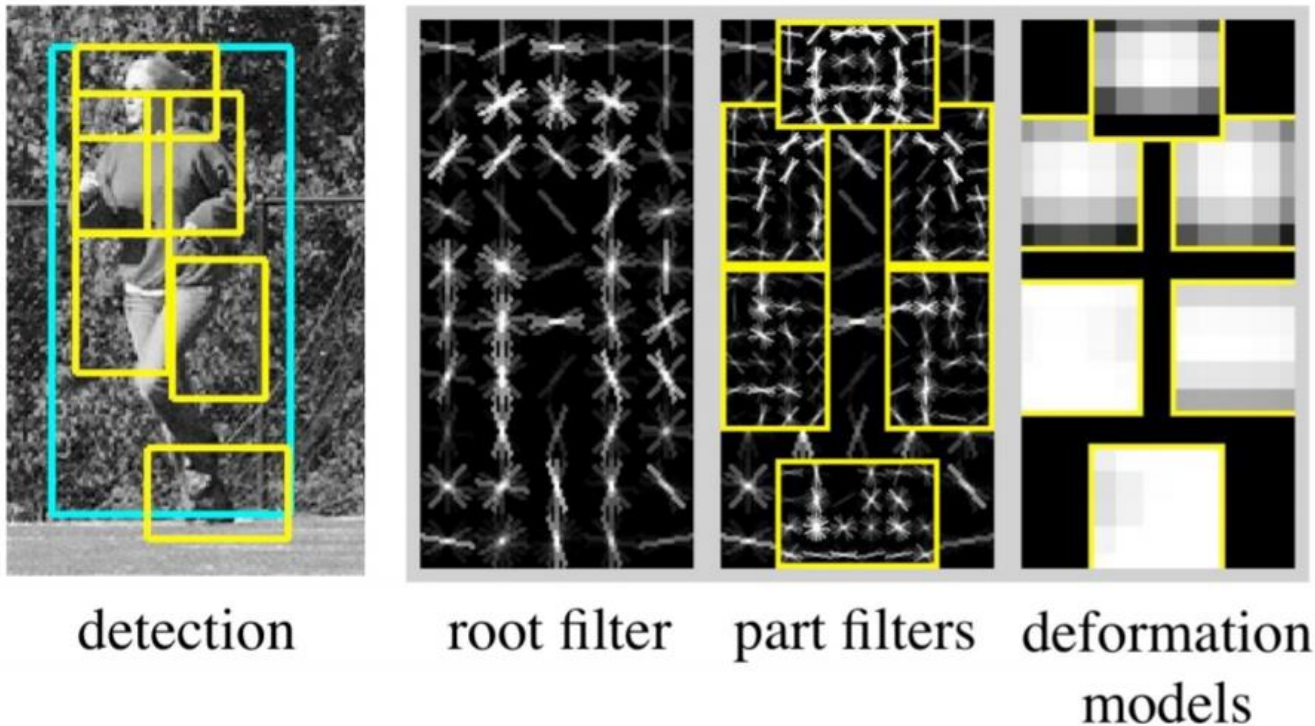 detection
root filter
part filters
deformation
models